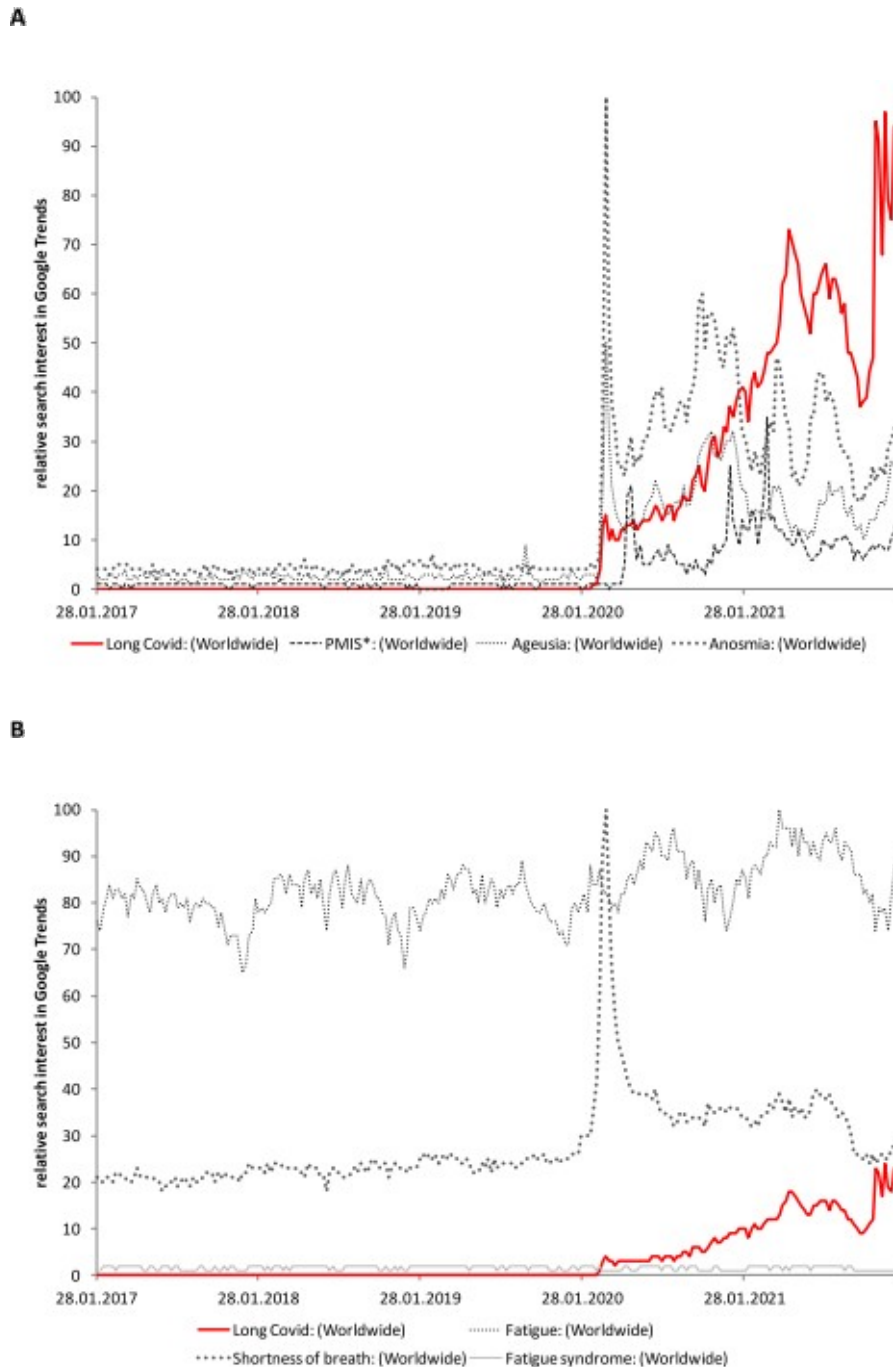 A
relative search interest in Google Trends
100
90
80
70
60
50
40
30
20
10
0
28.01.2017 28.01.2018 28.01.2019 28.01.2020 28.01.2021
Long Covid: (Worldwide) PMIS*: (Worldwide) Ageusia: (Worldwide) Anosmia: (Worldwide)
B
relative search interest in Google Trends
100
90
80
70
60
50
40
30
20
10
0
28.01.2017 28.01.2018 28.01.2019 28.01.2020 28.01.2021
Long Covid: (Worldwide) Fatigue: (Worldwide)
Shortness of breath: (Worldwide) Fatigue syndrome: (Worldwide)